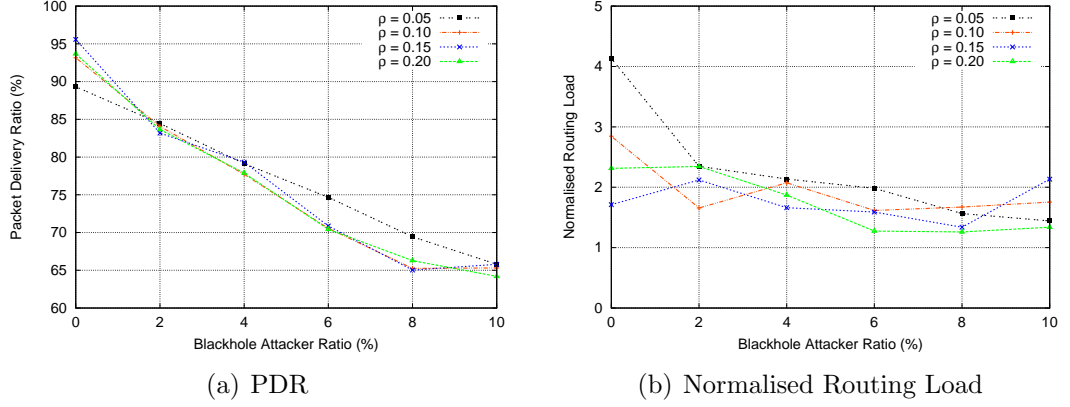 100
95
90
85
80
75
70
65
60
0
2
4
6
8
10
Packet Delivery Ratio (%)
Blackhole Attacker Ratio (%)
ρ = 0.05
ρ = 0.10
ρ = 0.15
ρ = 0.20
(a) PDR
5
4
3
2
1
0
0
2
4
6
8
10
Normalised Routing Load
Blackhole Attacker Ratio (%)
ρ = 0.05
ρ = 0.10
ρ = 0.15
ρ = 0.20
(b) Normalised Routing Load